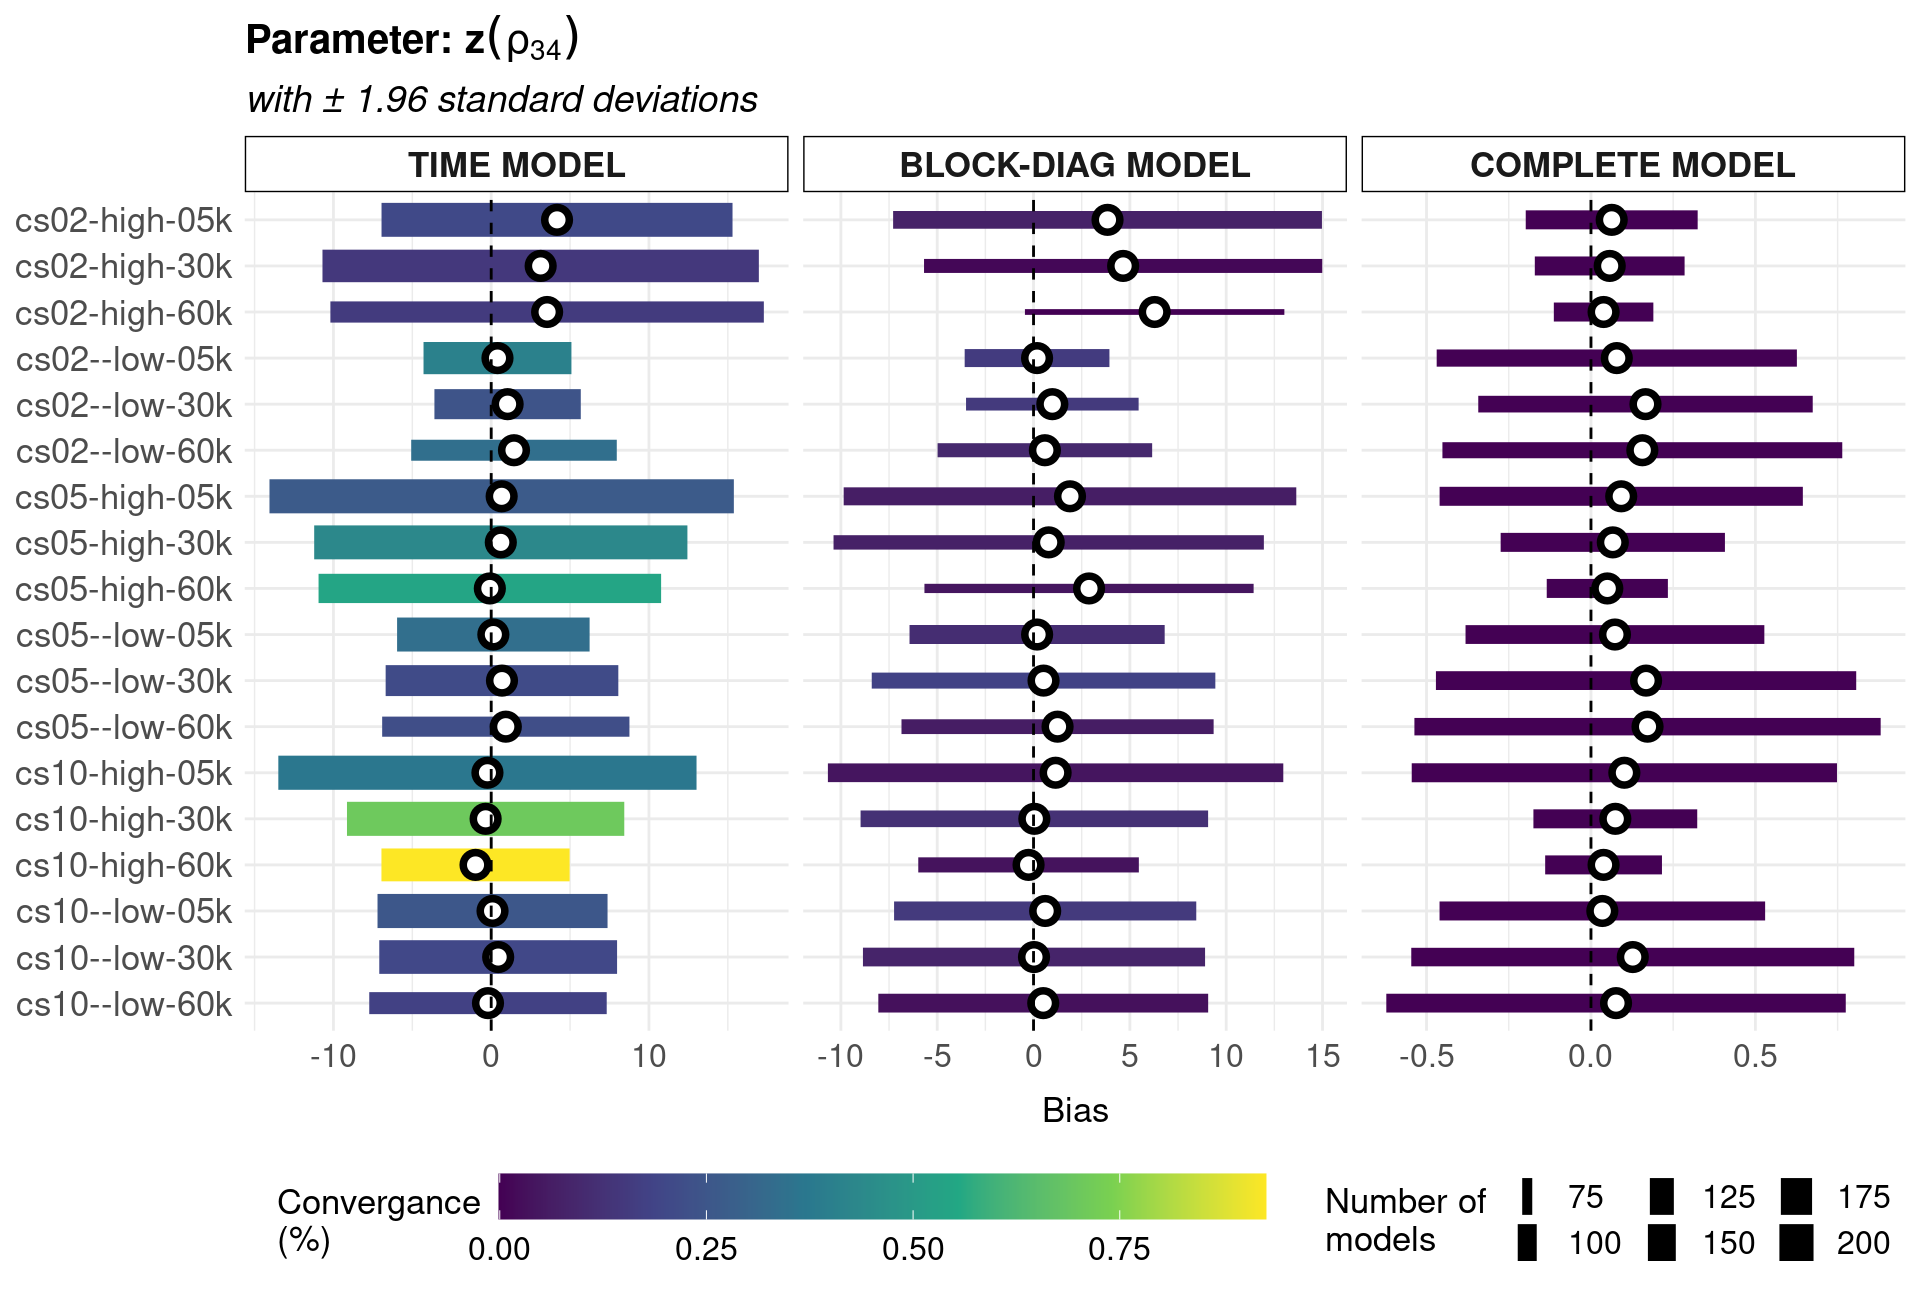 Parameter: z(ρ34)
with ± 1.96 standard deviations
TIME MODEL
BLOCK-DIAG MODEL
COMPLETE MODEL
cs02-high-05k
cs02-high-30k
cs02-high-60k
cs02--low-05k
cs02--low-30k
cs02--low-60k
cs05-high-05k
cs05-high-30k
cs05-high-60k
cs05--low-05k
cs05--low-30k
cs05--low-60k
cs10-high-05k
cs10-high-30k
cs10-high-60k
cs10--low-05k
cs10--low-30k
cs10--low-60k
-10 0 10
-10 -5 0 5 10 15
-0.5 0.0 0.5
Bias
Convergance
(%)
0.00 0.25 0.50 0.75
Number of
models
75 125 175
100 150 200